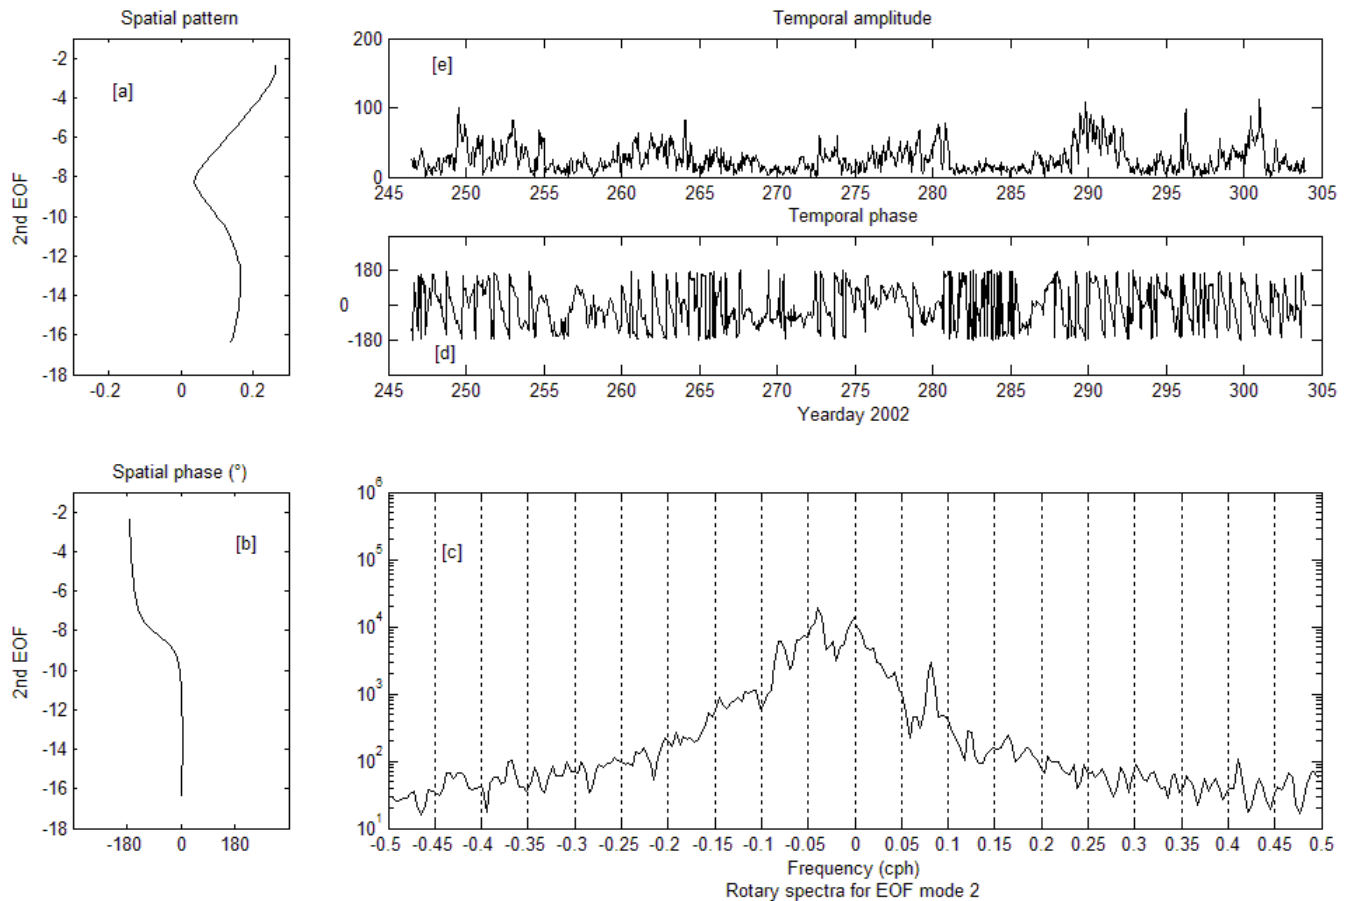 Spatial pattern
Temporal amplitude
-2
-4
-6
-8
-10
-12
-14
-16
-18
2nd EOF
[a]
-0.2 0 0.2
200
100
0
[e]
245 250 255 260 265 270 275 280 285 290 295 300 305
Temporal phase
180
0
-180
[d]
245 250 255 260 265 270 275 280 285 290 295 300 305
Yearday 2002
Spatial phase (°)
-2
-4
-6
-8
-10
-12
-14
-16
-18
2nd EOF
[b]
-180 0 180
10^6
10^5
10^4
10^3
10^2
10^1
[c]
-0.5 -0.45 -0.4 -0.35 -0.3 -0.25 -0.2 -0.15 -0.1 -0.05 0 0.05 0.1 0.15 0.2 0.25 0.3 0.35 0.4 0.45 0.5
Frequency (cph)
Rotary spectra for EOF mode 2